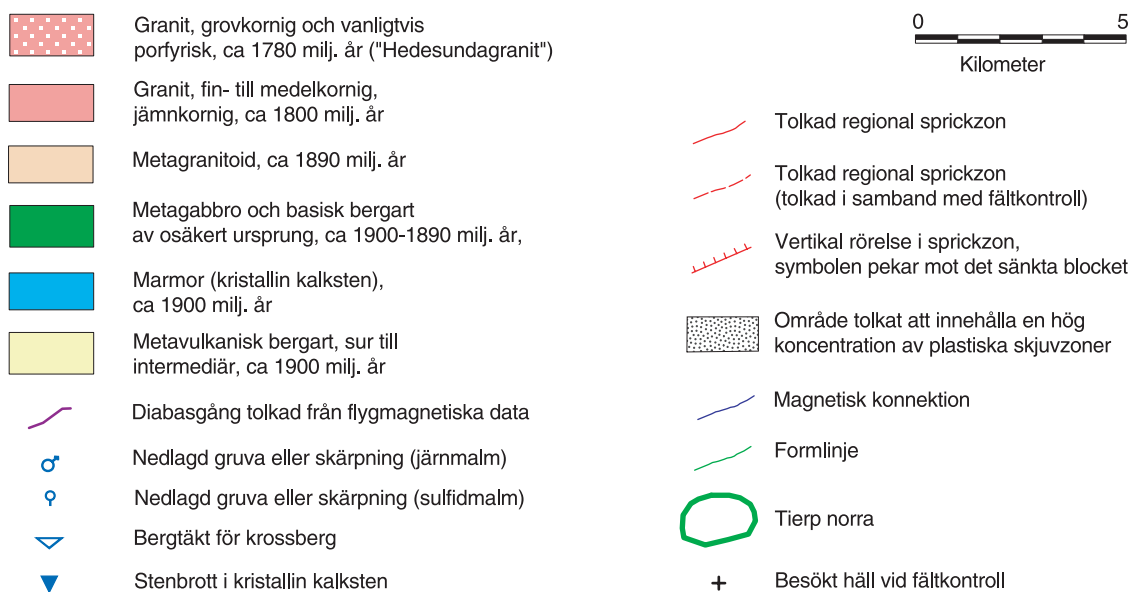 Granit, grovkornig och vanligtvis
porfyrisk, ca 1780 milj. år ("Hedesundagranit")
Granit, fin- till medelkornig,
jämnkornig, ca 1800 milj. år
Metagranitoid, ca 1890 milj. år
Metagabbro och basisk bergart
av osäkert ursprung, ca 1900-1890 milj. år,
Marmor (kristallin kalksten),
ca 1900 milj. år
Metavulkanisk bergart, sur till
intermediär, ca 1900 milj. år
Diabasgång tolkad från flygmagnetiska data
Nedlagd gruva eller skärpning (järnmalm)
Nedlagd gruva eller skärpning (sulfidmalm)
Bergtäkt för krossberg
Stenbrott i kristallin kalksten
0 5
Kilometer
Tolkad regional sprickzon
Tolkad regional sprickzon
(tolkad i samband med fältkontroll)
Vertikal rörelse i sprickzon,
symbolen pekar mot det sänkta blocket
Område tolkat att innehålla en hög
koncentration av plastiska skjuvzoner
Magnetisk konnektion
Formlinje
Tierp norra
Besökt häll vid fältkontroll